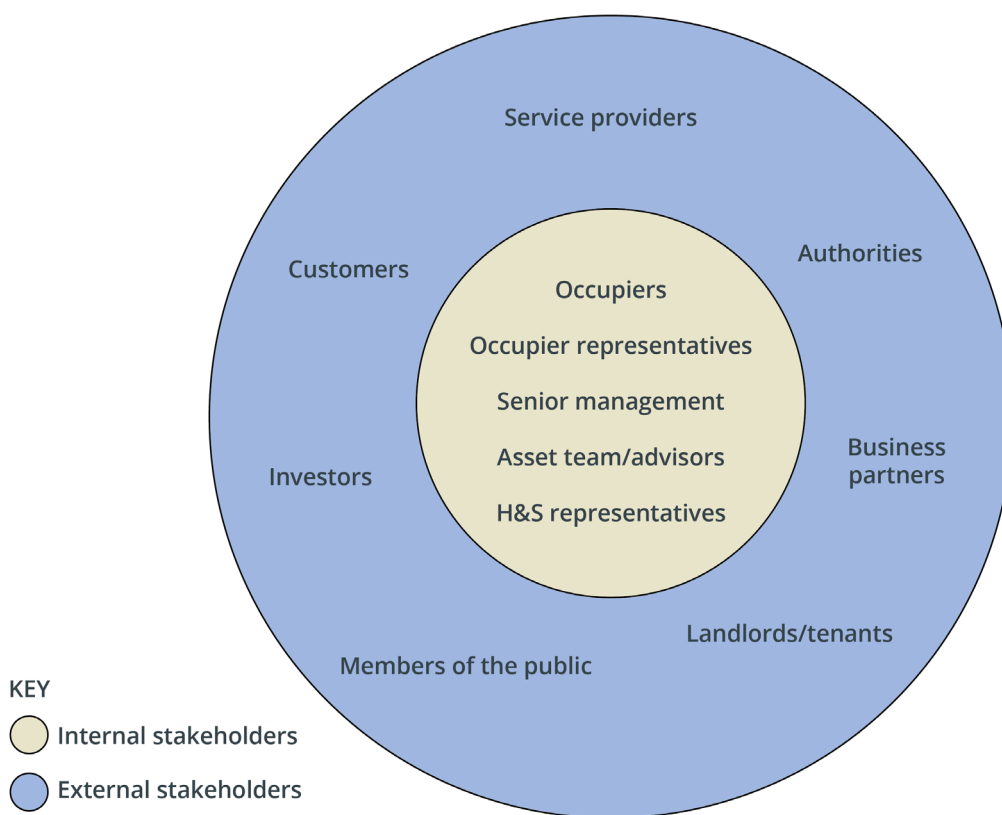 Service providers
Authorities
Customers
Occupiers
Occupier representatives
Senior management
Asset team/advisors
H&S representatives
Business
partners
Investors
Landlords/tenants
Members of the public
KEY
Internal stakeholders
External stakeholders